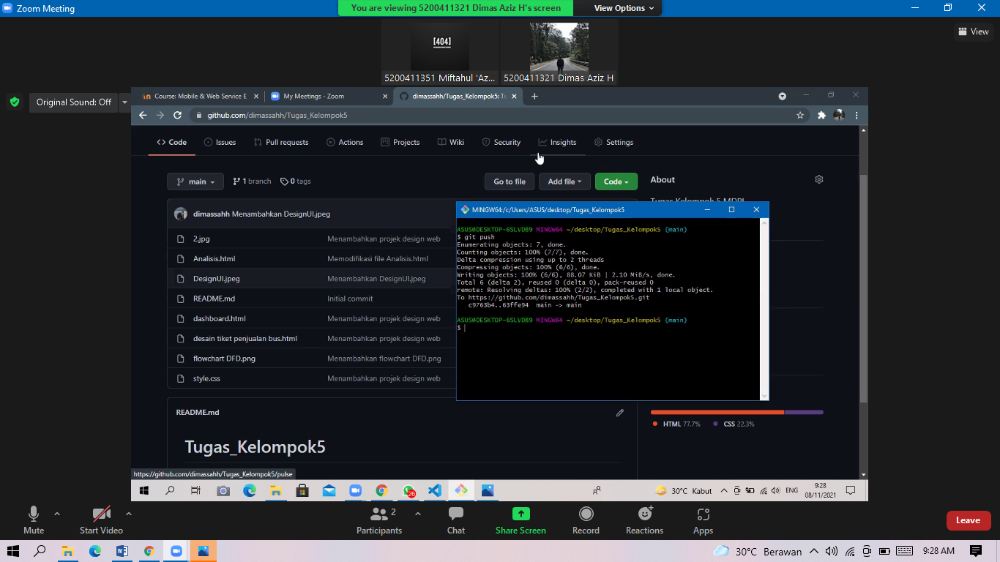 Zoom Meeting
You are viewing 5200411321 Dimas Aziz H's screen
View Options
View
[404]
5200411351 Miftahul 'Az...
5200411321 Dimas Aziz H
Original Sound: Off
Course: Mobile & Web Service E
My Meetings - Zoom
dimassahh/Tugas_Kelompok5: Tu
github.com/dimassahh/Tugas_Kelompok5
Code
Issues
Pull requests
Actions
Projects
Wiki
Security
Insights
Settings
main
1 branch
0 tags
Go to file
Add file
Code
About
Tugas Kelompok 5 MDPL
dimassahh Menambahkan DesignUI.jpeg
2.jpg Menambahkan projek design web
Analisis.html Memodifikasi file Analisis.html
DesignUI.jpeg Menambahkan DesignUI.jpeg
README.md Initial commit
dashboard.html Menambahkan projek design web
desain tiket penjualan bus.html Menambahkan projek design web
flowchart DFD.png Menambahkan flowchart DFD.png
style.css Menambahkan projek design web
MINGW64:/c/Users/ASUS/desktop/Tugas_Kelompok5
ASUS@DESKTOP-6SLVDB9 MINGW64 ~/desktop/Tugas_Kelompok5 (main)
$ git push
Enumerating objects: 7, done.
Counting objects: 100% (7/7), done.
Delta compression using up to 2 threads
Compressing objects: 100% (6/6), done.
Writing objects: 100% (6/6), 88.07 KiB | 2.10 MiB/s, done.
Total 6 (delta 2), reused 0 (delta 0), pack-reused 0
remote: Resolving deltas: 100% (2/2), completed with 1 local object.
To https://github.com/dimassahh/Tugas_Kelompok5.git
c9763b4..63ffe94 main -> main
ASUS@DESKTOP-6SLVDB9 MINGW64 ~/desktop/Tugas_Kelompok5 (main)
$
HTML 77.7%
CSS 22.3%
README.md
Tugas_Kelompok5
https://github.com/dimassahh/Tugas_Kelompok5/pulse
26
30°C Kabut
ENG
9:28
08/11/2021
Mute
Start Video
Participants
2
Chat
Share Screen
Record
Reactions
Apps
Leave
30°C Berawan
9:28 AM